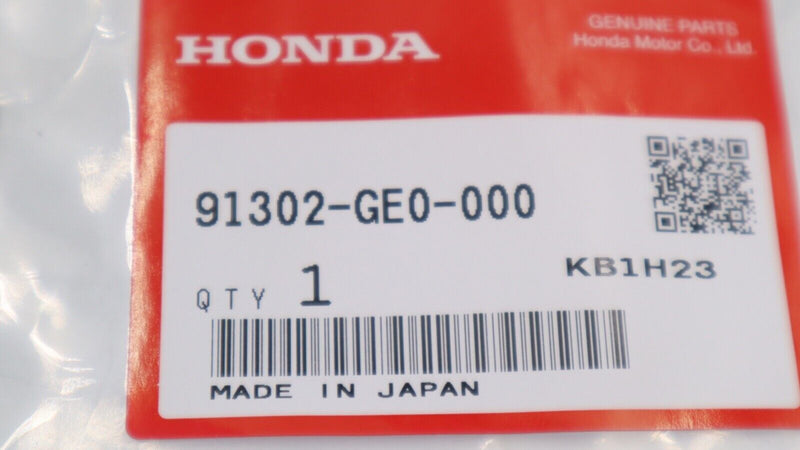 HONDA
GENUINE PARTS
Honda Motor Co., Ltd.
91302-GE0-000
KB1H23
QTY 1
MADE IN JAPAN